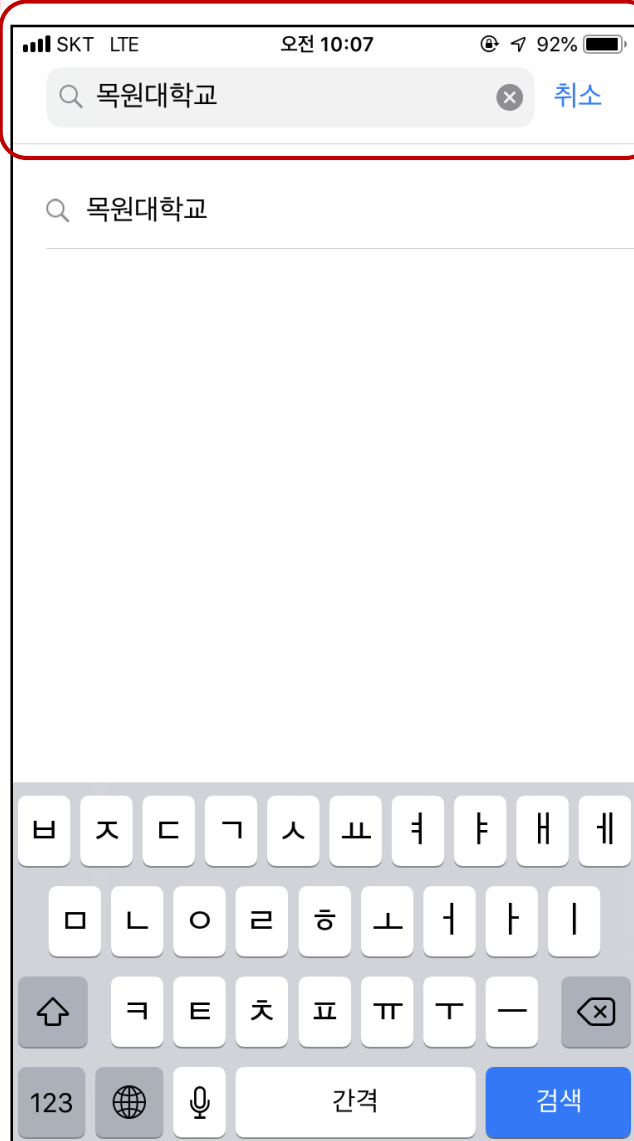 SKT LTE 오전 10:07 92%
목원대학교 취소
목원대학교
ㅂ ㅈ ㄷ ㄱ ㅅ ㅛ ㅕ ㅑ ㅐ ㅔ
ㅁ ㄴ ㅇ ㄹ ㅎ ㅗ ㅓ ㅏ ㅣ
ㅋ ㅌ ㅊ ㅍ ㅠ ㅜ ㅡ
123 간격 검색